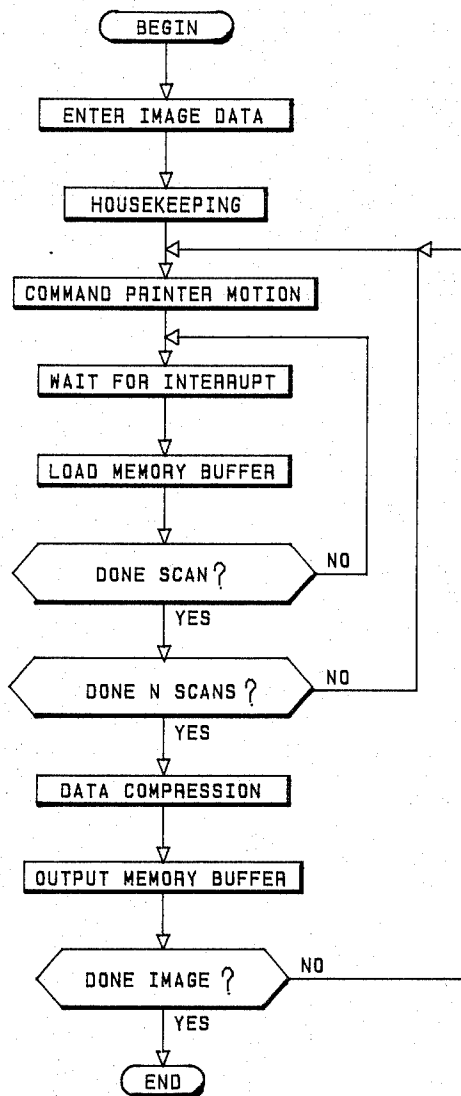 BEGIN
ENTER IMAGE DATA
HOUSEKEEPING
COMMAND PRINTER MOTION
WAIT FOR INTERRUPT
LOAD MEMORY BUFFER
DONE SCAN?
NO
YES
DONE N SCANS?
NO
YES
DATA COMPRESSION
OUTPUT MEMORY BUFFER
DONE IMAGE?
NO
YES
END